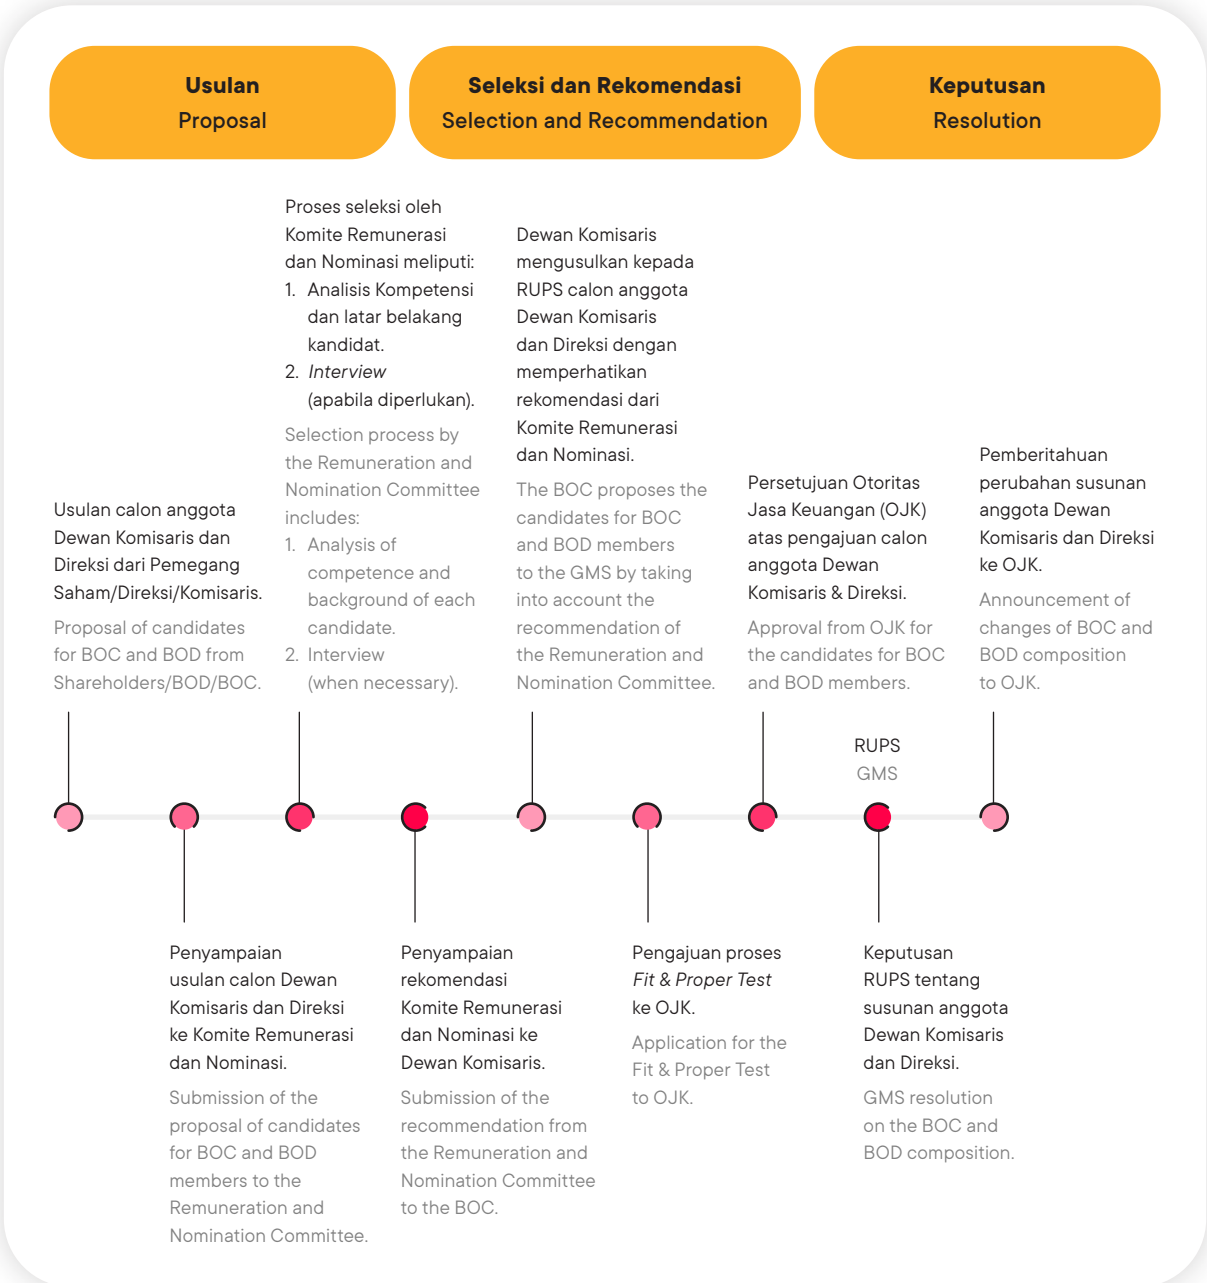 Usulan
Proposal
Seleksi dan Rekomendasi
Selection and Recommendation
Keputusan
Resolution
Usulan calon anggota
Dewan Komisaris dan
Direksi dari Pemegang
Saham/Direksi/Komisaris.
Proposal of candidates
for BOC and BOD from
Shareholders/BOD/BOC.
Penyampaian
usulan calon Dewan
Komisaris dan Direksi
ke Komite Remunerasi
dan Nominasi.
Submission of the
proposal of candidates
for BOC and BOD
members to the
Remuneration and
Nomination Committee.
Proses seleksi oleh
Komite Remunerasi
dan Nominasi meliputi:
1. Analisis Kompetensi
dan latar belakang
kandidat.
2. Interview
(apabila diperlukan).
Selection process by
the Remuneration and
Nomination Committee
includes:
1. Analysis of
competence and
background of each
candidate.
2. Interview
(when necessary).
Penyampaian
rekomendasi
Komite Remunerasi
dan Nominasi ke
Dewan Komisaris.
Submission of the
recommendation from
the Remuneration and
Nomination Committee
to the BOC.
Dewan Komisaris
mengusulkan kepada
RUPS calon anggota
Dewan Komisaris
dan Direksi dengan
memperhatikan
rekomendasi dari
Komite Remunerasi
dan Nominasi.
The BOC proposes the
candidates for BOC
and BOD members
to the GMS by taking
into account the
recommendation of
the Remuneration and
Nomination Committee.
Pengajuan proses
Fit & Proper Test
ke OJK.
Application for the
Fit & Proper Test
to OJK.
Persetujuan Otoritas
Jasa Keuangan (OJK)
atas pengajuan calon
anggota Dewan
Komisaris & Direksi.
Approval from OJK for
the candidates for BOC
and BOD members.
RUPS
GMS
Keputusan
RUPS tentang
susunan anggota
Dewan Komisaris
dan Direksi.
GMS resolution
on the BOC and
BOD composition.
Pemberitahuan
perubahan susunan
anggota Dewan
Komisaris dan Direksi
ke OJK.
Announcement of
changes of BOC and
BOD composition
to OJK.